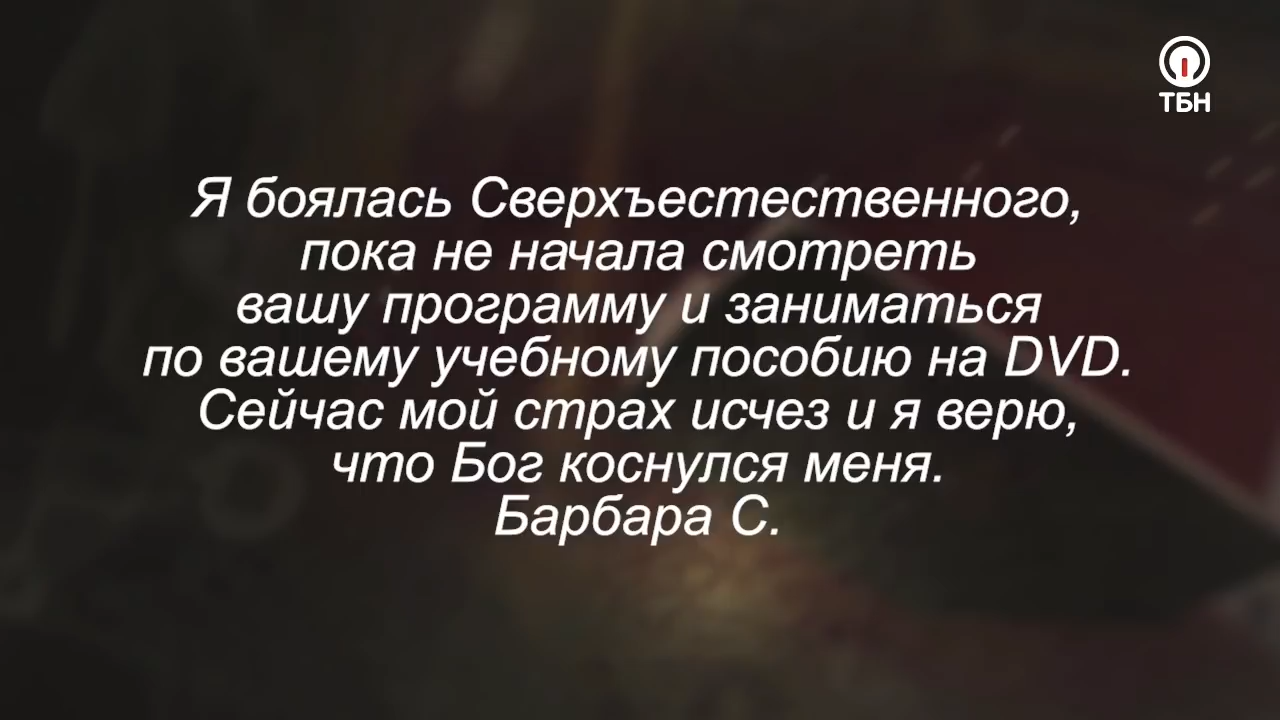 ТБН
Я боялась Сверхъестественного,
пока не начала смотреть
вашу программу и заниматься
по вашему учебному пособию на DVD.
Сейчас мой страх исчез и я верю,
что Бог коснулся меня.
Барбара С.